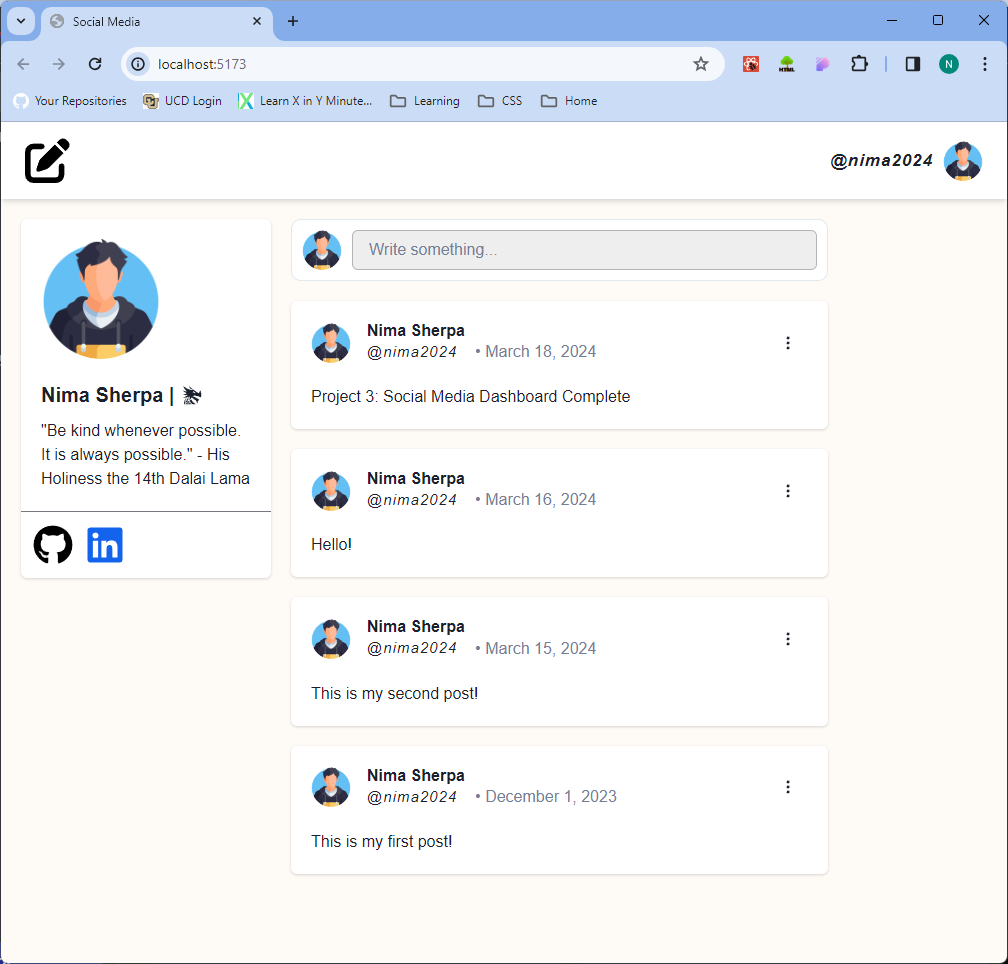 Social Media
localhost:5173
HTML
N
Your Repositories
UCD Login
Learn X in Y Minute...
Learning
CSS
Home
@nima2024
Nima Sherpa |
"Be kind whenever possible.
It is always possible." - His
Holiness the 14th Dalai Lama
in
Write something...
Nima Sherpa
@nima2024 • March 18, 2024
Project 3: Social Media Dashboard Complete
Nima Sherpa
@nima2024 • March 16, 2024
Hello!
Nima Sherpa
@nima2024 • March 15, 2024
This is my second post!
Nima Sherpa
@nima2024 • December 1, 2023
This is my first post!